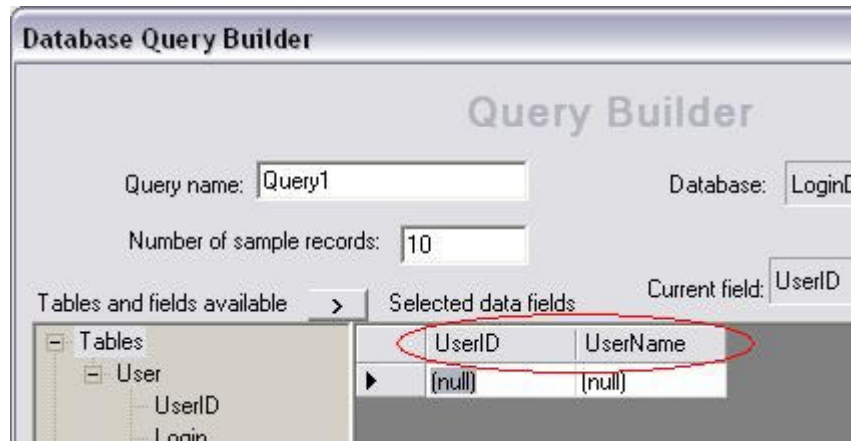 Database Query Builder
Query Builder
Query name: Query1
Database:
Number of sample records: 10
Current field: UserID
Tables and fields available > Selected data fields
Tables UserID UserName
User (null) (null)
UserID
Login